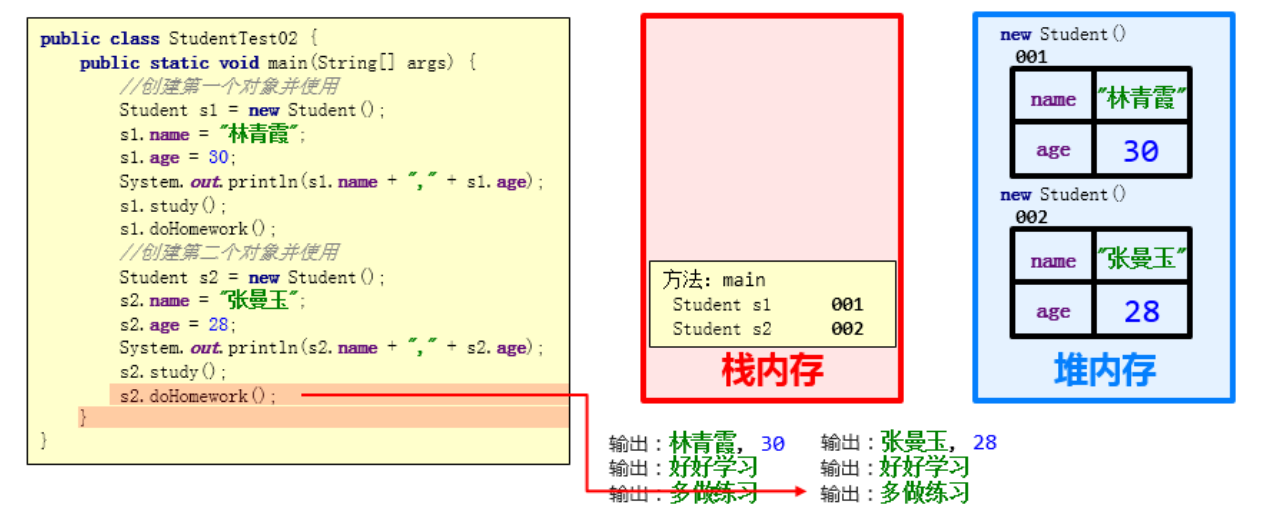 public class StudentTest02 {
public static void main(String[] args) {
//创建第一个对象并使用
Student s1 = new Student();
s1.name = "林青霞";
s1.age = 30;
System.out.println(s1.name + "," + s1.age);
s1.study();
s1.doHomework();
//创建第二个对象并使用
Student s2 = new Student();
s2.name = "张曼玉";
s2.age = 28;
System.out.println(s2.name + "," + s2.age);
s2.study();
s2.doHomework();
}
}
方法：main
Student s1 001
Student s2 002
栈内存
new Student()
001
name "林青霞"
age 30
new Student()
002
name "张曼玉"
age 28
堆内存
输出：林青霞, 30
输出：好好学习
输出：多做练习
输出：张曼玉, 28
输出：好好学习
输出：多做练习